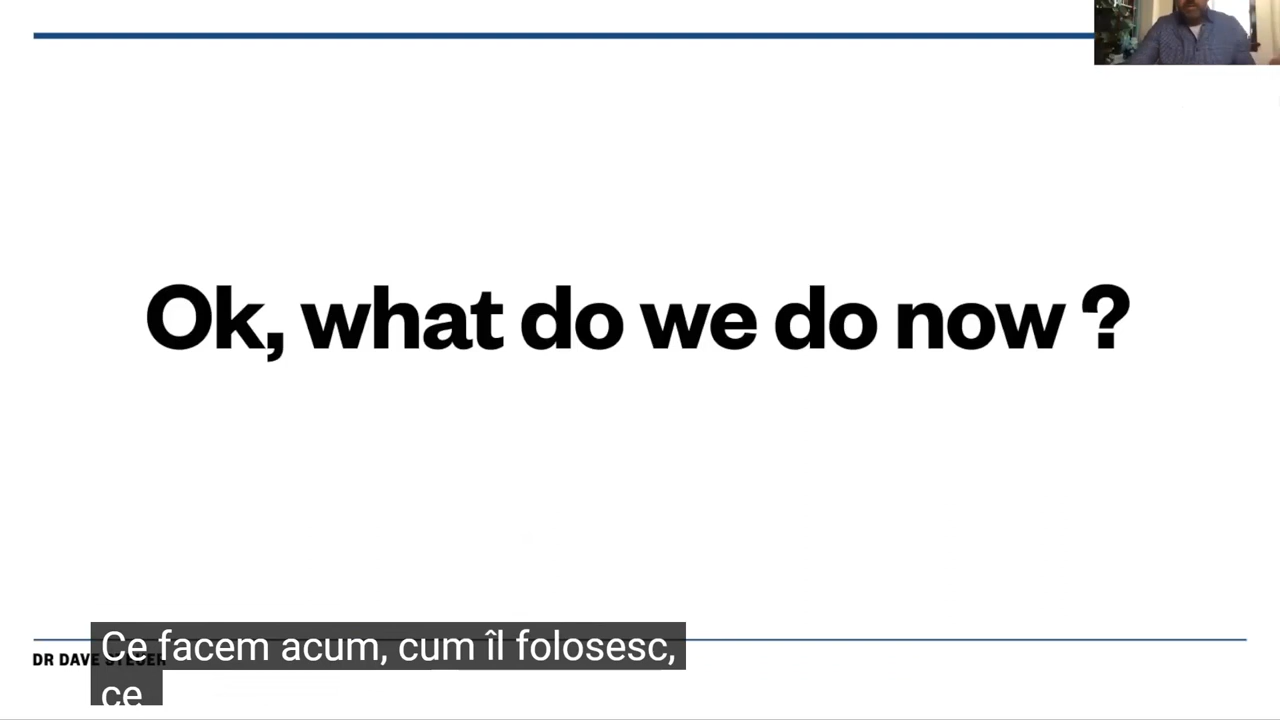 Ok, what do we do now ?
DR DAVE
Ce facem acum, cum îl folosesc,
ce